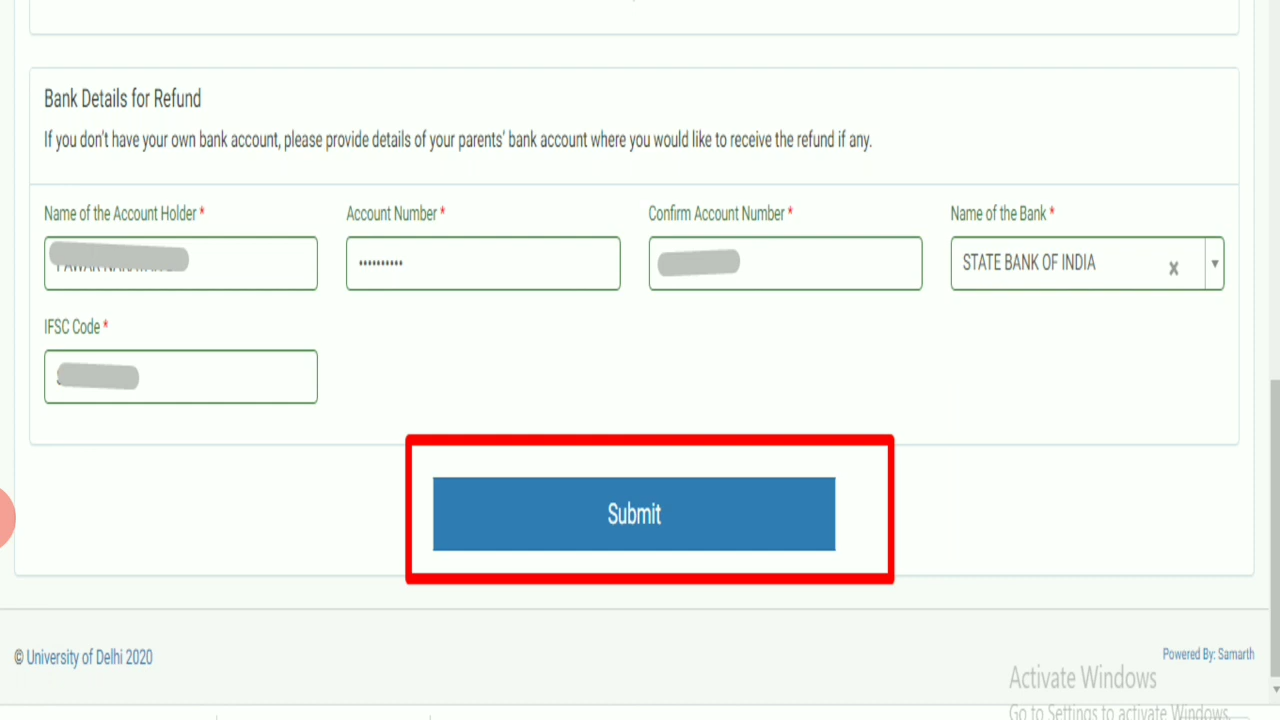 Bank Details for Refund
If you don't have your own bank account, please provide details of your parents' bank account where you would like to receive the refund if any.
Name of the Account Holder * Account Number * Confirm Account Number * Name of the Bank *
•••••••••• STATE BANK OF INDIA x
IFSC Code *
Submit
© University of Delhi 2020
Powered By: Samarth
Activate Windows
Go to Settings to activate Windows.